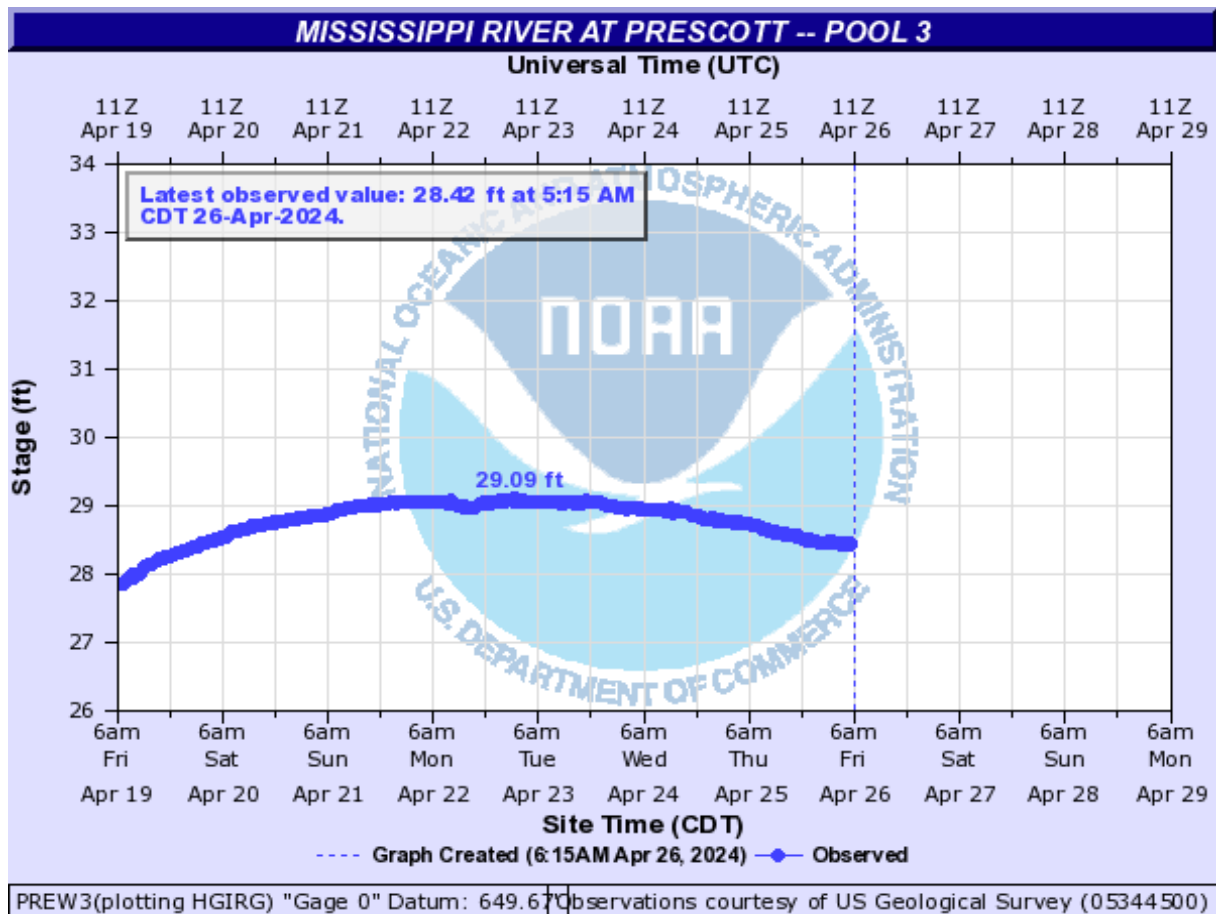 MISSISSIPPI RIVER AT PRESCOTT -- POOL 3
Universal Time (UTC)
11Z 11Z 11Z 11Z 11Z 11Z 11Z 11Z 11Z 11Z 11Z
Apr 19 Apr 20 Apr 21 Apr 22 Apr 23 Apr 24 Apr 25 Apr 26 Apr 27 Apr 28 Apr 29
Latest observed value: 28.42 ft at 5:15 AM
CDT 26-Apr-2024.
NATIONAL OCEANIC AND ATMOSPHERIC ADMINISTRATION
NOAA
U.S. DEPARTMENT OF COMMERCE
29.09 ft
Stage (ft)
34
33
32
31
30
29
28
27
26
6am 6am 6am 6am 6am 6am 6am 6am 6am 6am 6am
Fri Sat Sun Mon Tue Wed Thu Fri Sat Sun Mon
Apr 19 Apr 20 Apr 21 Apr 22 Apr 23 Apr 24 Apr 25 Apr 26 Apr 27 Apr 28 Apr 29
Site Time (CDT)
Graph Created (6:15AM Apr 26, 2024) Observed
PREW3(plotting HGIRG) "Gage 0" Datum: 649.67' Observations courtesy of US Geological Survey (05344500)